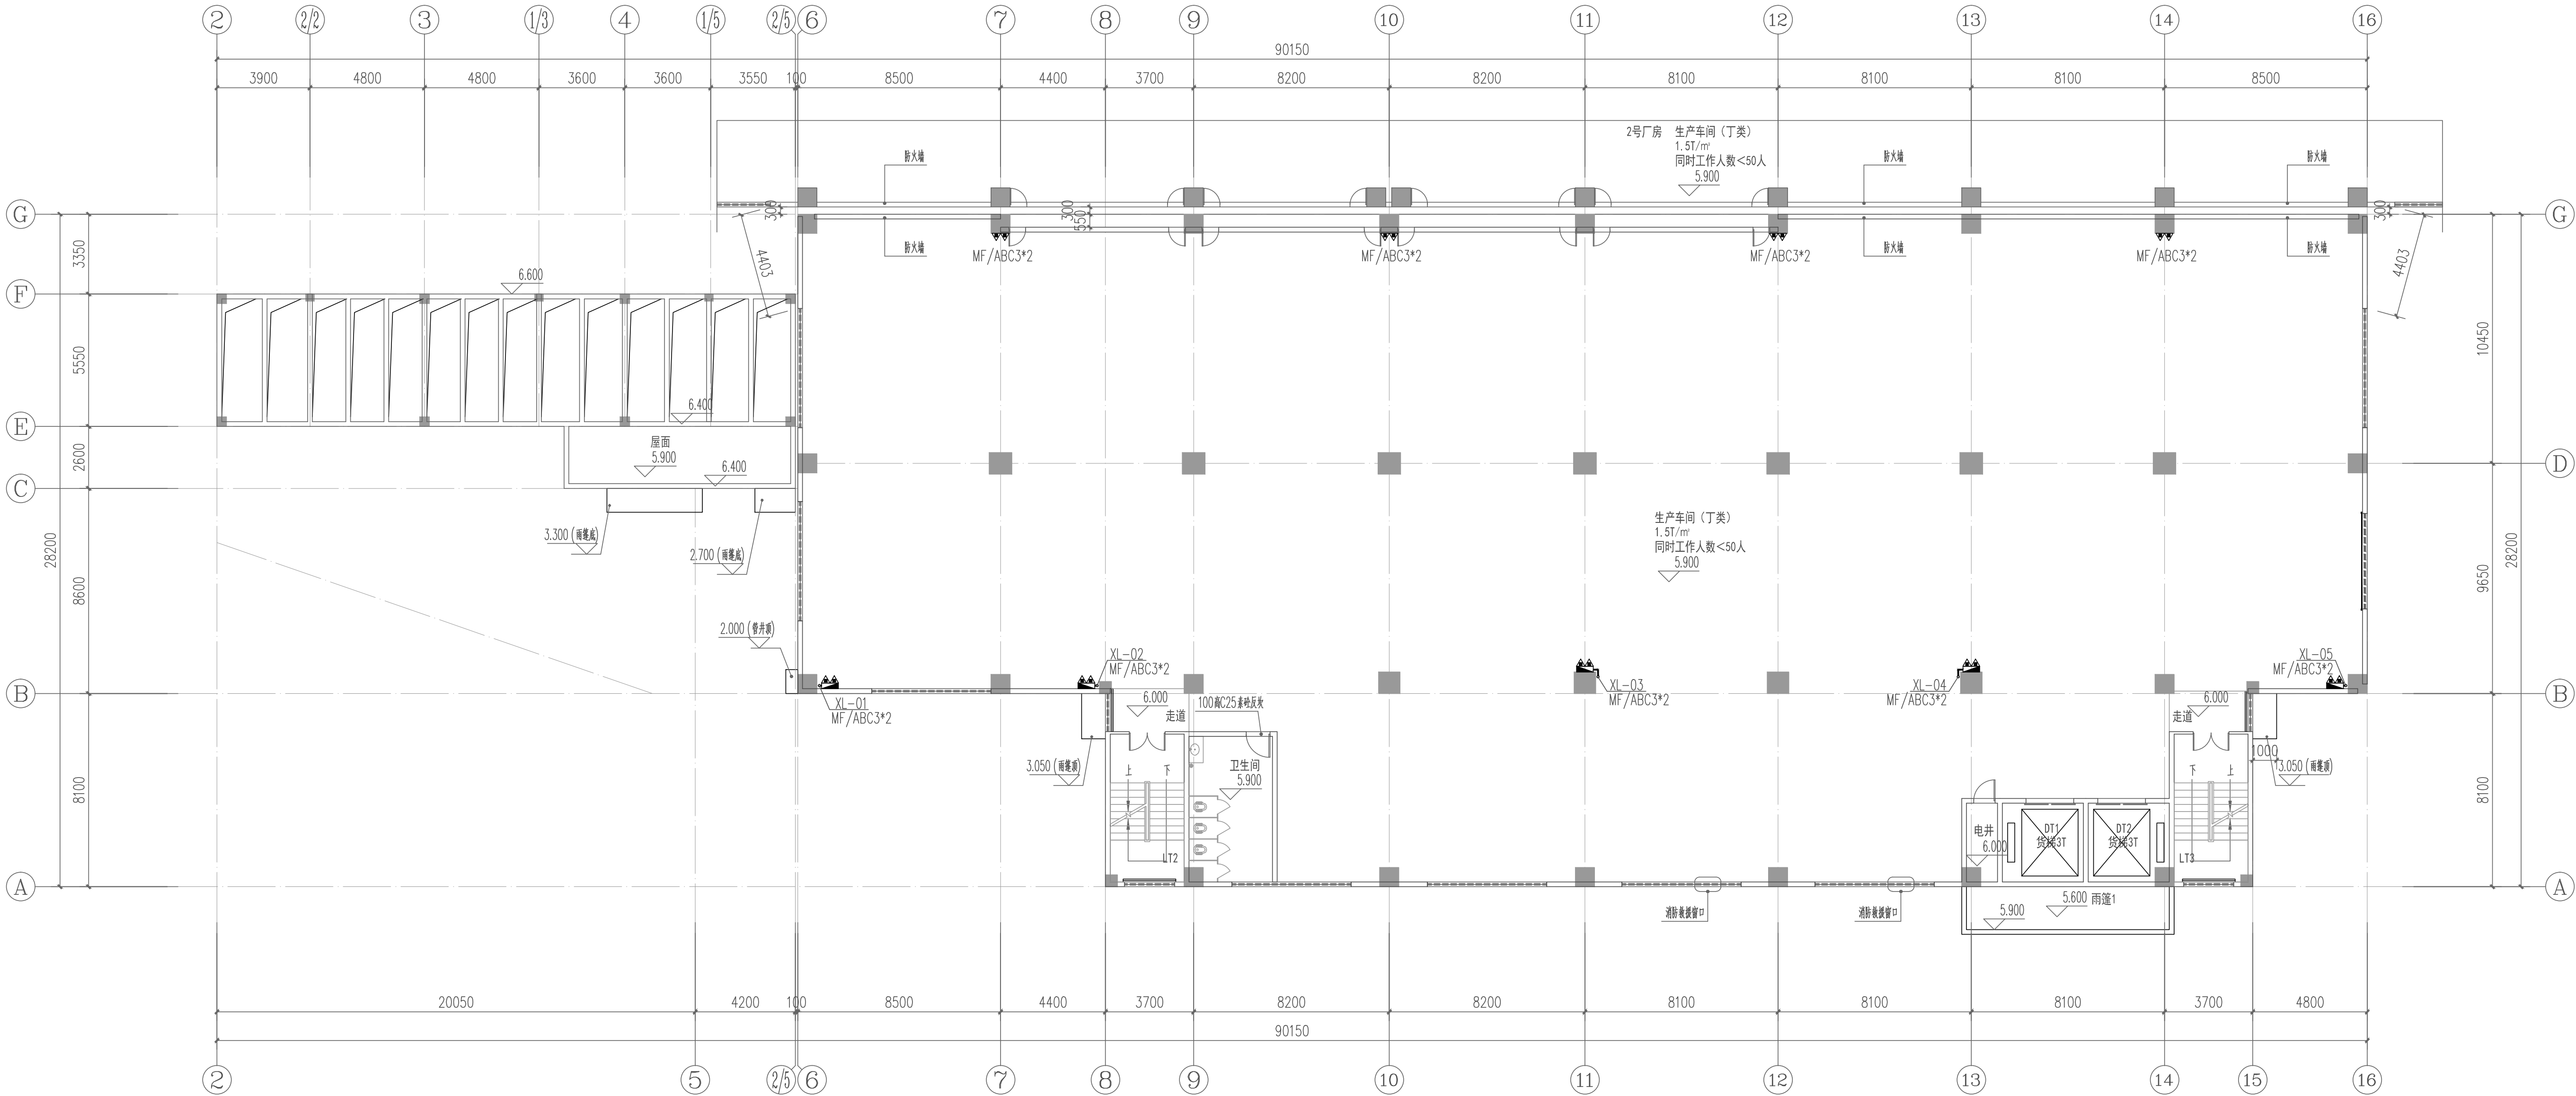 2 2/2 3 1/3 4 1/5 2/5 6 7 8 9 10 11 12 13 14 16
90150
3900 4800 4800 3600 3600 3550 100 8500 4400 3700 8200 8200 8100 8100 8100 8500
2号厂房 生产车间（丁类）
1.5T/㎡
同时工作人数<50人
5.900
防火墙
防火墙
防火墙
G
G
300
300
550
300
防火墙
防火墙
防火墙
MF/ABC3*2
MF/ABC3*2
MF/ABC3*2
MF/ABC3*2
4403
4403
3350
6.600
F
5550
10450
6.400
E
屋面
5.900
6.400
2600
D
C
3.300(雨篷底)
2.700(雨篷底)
28200
28200
生产车间（丁类）
1.5T/㎡
同时工作人数<50人
5.900
8600
9650
2.000(管井顶)
XL-02
MF/ABC3*2
XL-05
MF/ABC3*2
XL-01
MF/ABC3*2
XL-03
MF/ABC3*2
XL-04
MF/ABC3*2
B
B
6.000
走道
100高C25素砼反坎
6.000
走道
3.050(雨篷顶)
1000
3.050(雨篷顶)
上 下
卫生间
5.900
下 上
8100
8100
LT2
电井
6.000
DT1
货梯3T
DT2
货梯3T
LT3
A
A
消防救援窗口
消防救援窗口
5.900
5.600 雨篷1
20050 4200 100 8500 4400 3700 8200 8200 8100 8100 8100 3700 4800
90150
2 5 2/5 6 7 8 9 10 11 12 13 14 15 16